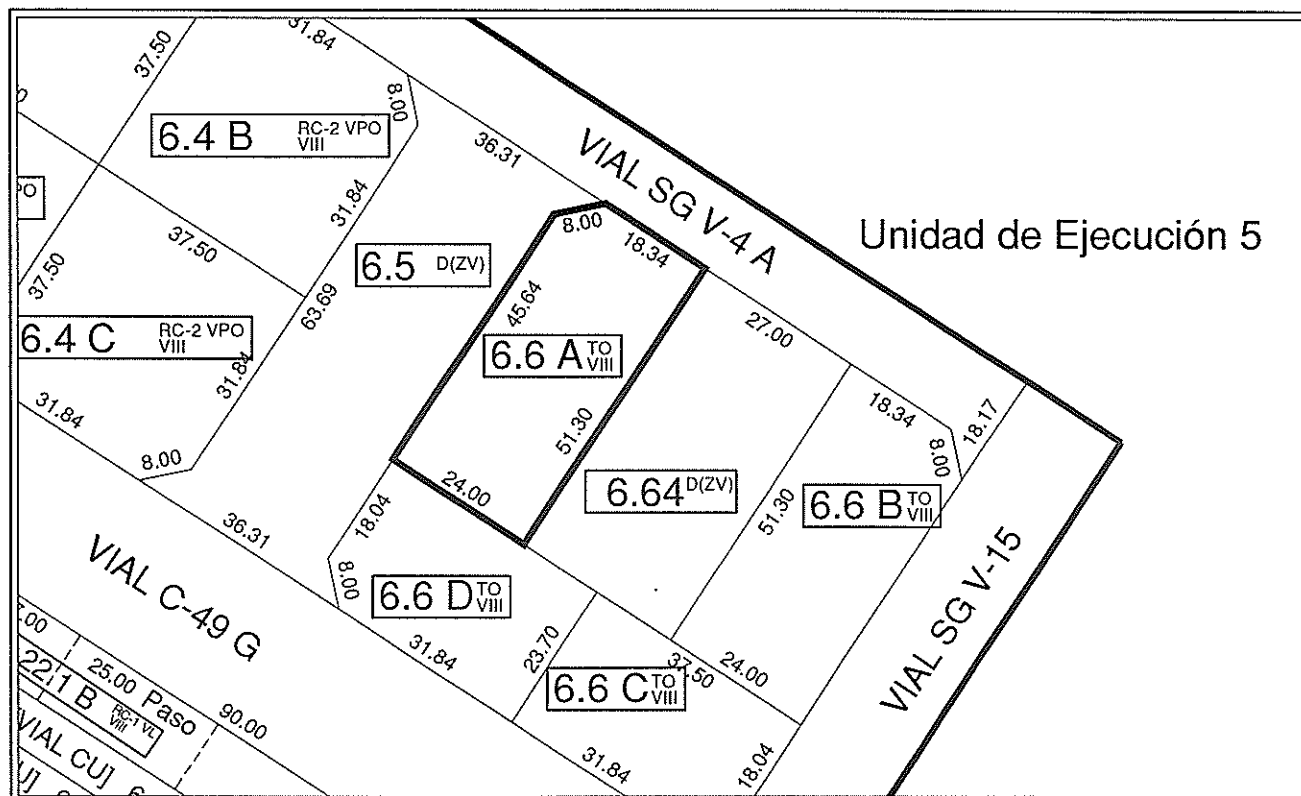 31.84
37.50
8.00
6.4 B RC-2 VPO VIII
36.31
VIAL SG V-4 A
Unidad de Ejecución 5
31.84
37.50
8.00
18.34
37.50
6.5 D(ZV)
63.69
45.64
27.00
6.4 C RC-2 VPO VIII
6.6 A TO VIII
31.84
31.84
18.34
18.17
51.30
8.00
8.00
24.00
6.64 D(ZV)
51.30
6.6 B TO VIII
36.31
18.04
VIAL C-49 G
8.00
6.6 D TO VIII
VIAL SG V-15
31.84
23.70
37.50
24.00
6.6 C TO VIII
25.00 Paso
90.00
22.1 B RC-1 VL VIII
VIAL CU] 6
31.84
18.04